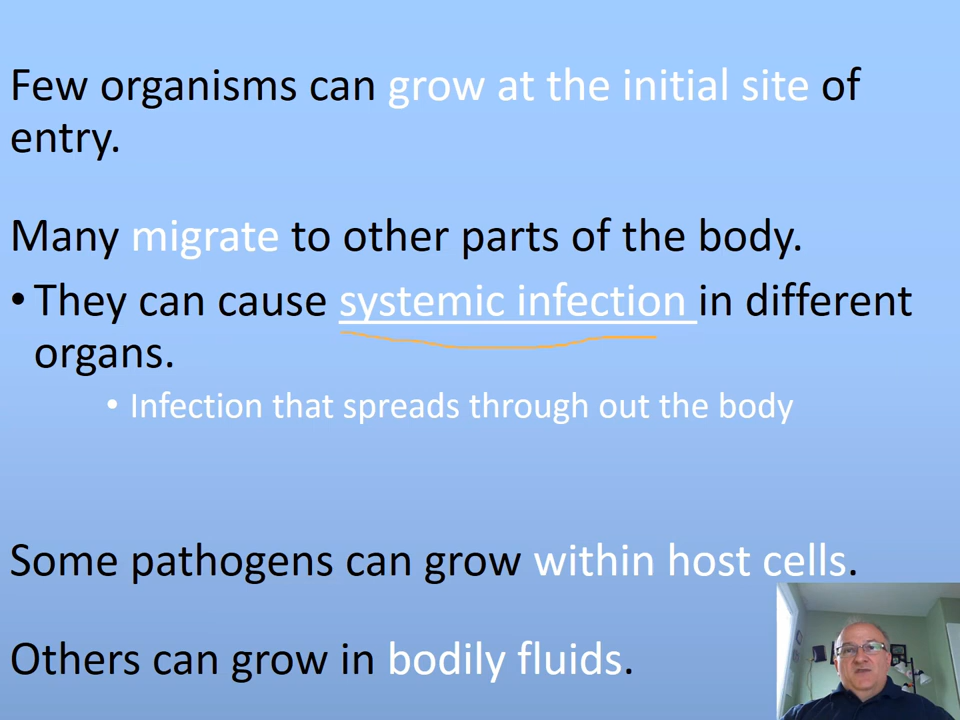 Few organisms can grow at the initial site of
entry.
Many migrate to other parts of the body.
• They can cause systemic infection in different
organs.
• Infection that spreads through out the body
Some pathogens can grow within host cells.
Others can grow in bodily fluids.